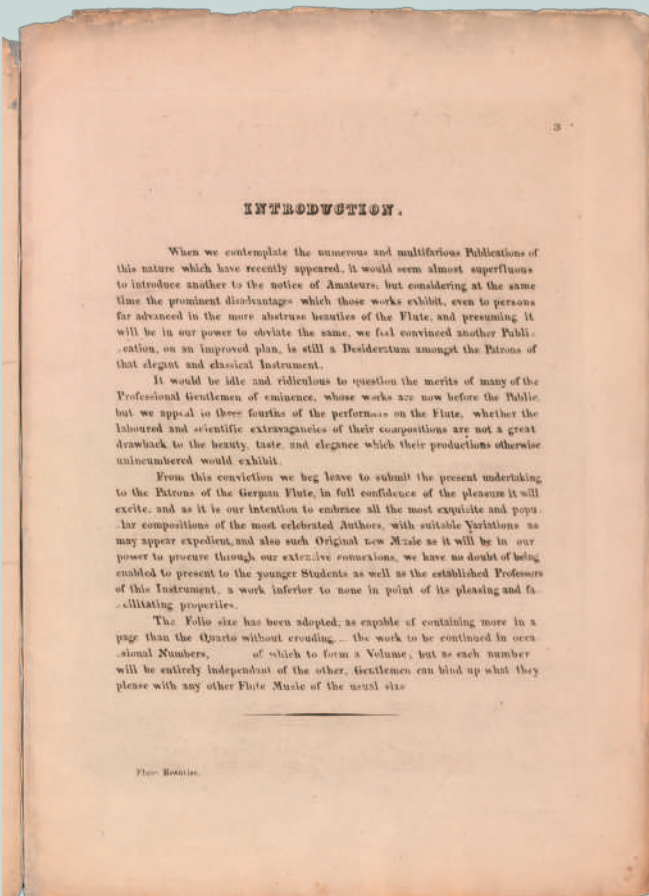 3
INTRODUCTION.
When we contemplate the numerous and multifarious Publications of
this nature which have recently appeared, it would seem almost superfluous
to introduce another to the notice of Amateurs; but considering at the same
time the prominent disadvantages which those works exhibit, even to persons
far advanced in the more abstruse beauties of the Flute, and presuming it
will be in our power to obviate the same, we feel convinced another Publi-
-cation, on an improved plan, is still a Desideratum amongst the Patrons of
that elegant and classical Instrument.
It would be idle and ridiculous to question the merits of many of the
Professional Gentlemen of eminence, whose works are now before the Public,
but we appeal to three fourths of the performers on the Flute, whether the
laboured and scientific extravagancies of their compositions are not a great
drawback to the beauty, taste, and elegance which their productions otherwise
unincumbered would exhibit.
From this conviction we beg leave to submit the present undertaking
to the Patrons of the German Flute, in full confidence of the pleasure it will
excite, and as it is our intention to embrace all the most exquisite and popu
-lar compositions of the most celebrated Authors, with suitable Variations as
may appear expedient, and also such Original new Music as it will be in our
power to procure through our extensive connexions, we have no doubt of being
enabled to present to the younger Students as well as the established Professors
of this Instrument, a work inferior to none in point of its pleasing and fa
-cilitating properties.
The Folio size has been adopted, as capable of containing more in a
page than the Quarto without crouding, _ the work to be continued in occa
-sional Numbers, of which to form a Volume; but as each number
will be entirely independant of the other, Gentlemen can bind up what they
please with any other Flute Music of the usual size
Flute Beauties.